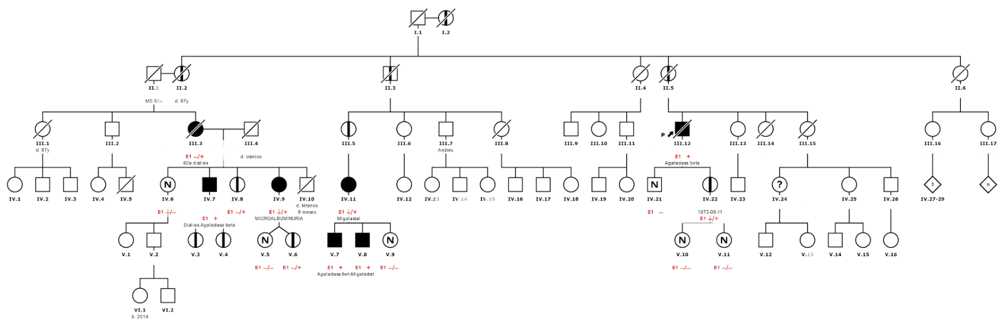 I.1 I.2
II.1 II.2 II.3 II.4 II.5 II.6
MS 58a d. 87y
P
III.1 III.2 III.3 III.4 III.5 III.6 III.7 III.8 III.9 III.10 III.11 III.12 III.13 III.14 III.15 III.16 III.17
d. 87y Andreu
E1 –/+ d. crónico E1 +
82a diálisis Agalsidasa beta
N N ? 3 n
IV.1 IV.2 IV.3 IV.4 IV.5 IV.6 IV.7 IV.8 IV.9 IV.10 IV.11 IV.12 IV.13 IV.14 IV.15 IV.16 IV.17 IV.18 IV.19 IV.20 IV.21 IV.22 IV.23 IV.24 IV.25 IV.26 IV.27-29
d. tétanos
9 meses
E1 –/– E1 –/+ E1 –/+ E1 –/+ E1 – 1973-08-11
E1 + MICROALBUMINURIA Migalastat E1 –/+
Diálisis.Agalsidasa beta
N N N N
V.1 V.2 V.3 V.4 V.5 V.6 V.7 V.8 V.9 V.10 V.11 V.12 V.13 V.14 V.15 V.16
E1 –/– E1 –/+ E1 + E1 + E1 –/– E1 –/– E1 –/–
Agalsidasa beta Migalastat
VI.1 VI.2
b. 2014